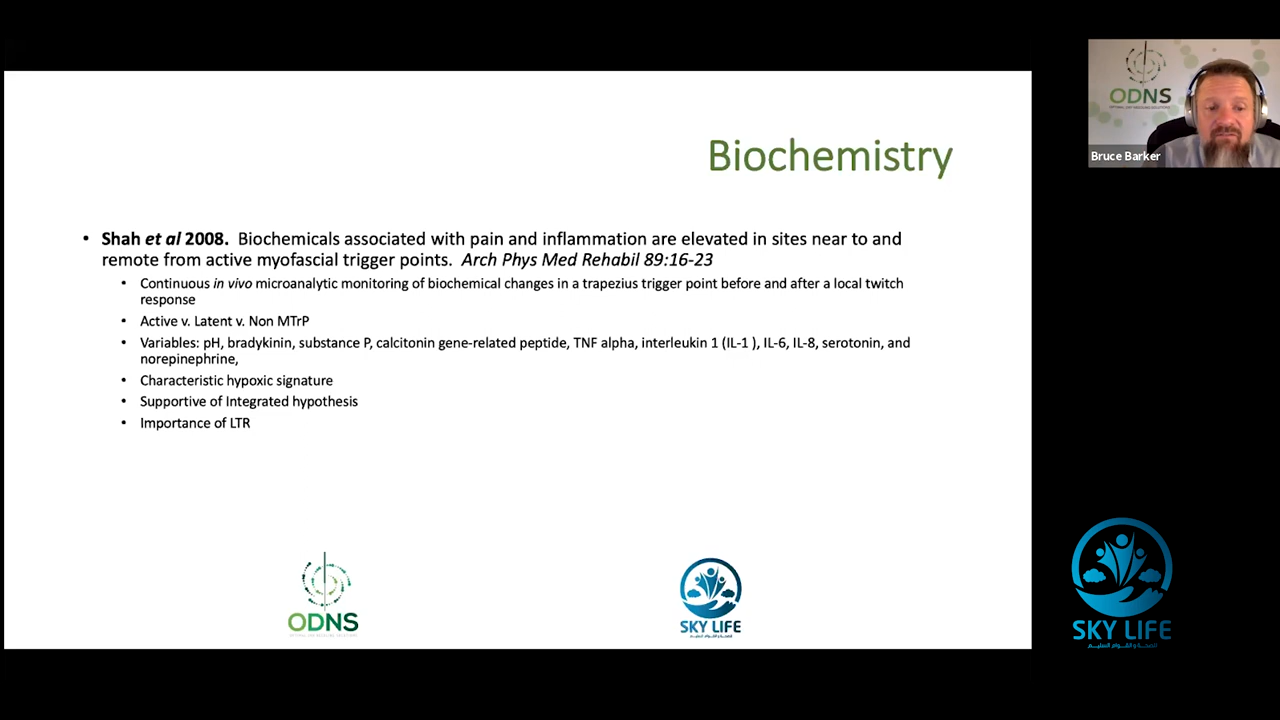 ODNS
Bruce Barker
Biochemistry
• Shah et al 2008. Biochemicals associated with pain and inflammation are elevated in sites near to and
remote from active myofascial trigger points. Arch Phys Med Rehabil 89:16-23
• Continuous in vivo microanalytic monitoring of biochemical changes in a trapezius trigger point before and after a local twitch
response
• Active v. Latent v. Non MTrP
• Variables: pH, bradykinin, substance P, calcitonin gene-related peptide, TNF alpha, interleukin 1 (IL-1 ), IL-6, IL-8, serotonin, and
norepinephrine,
• Characteristic hypoxic signature
• Supportive of Integrated hypothesis
• Importance of LTR
ODNS
SKY LIFE
SKY LIFE
للصحة و القوام السليم